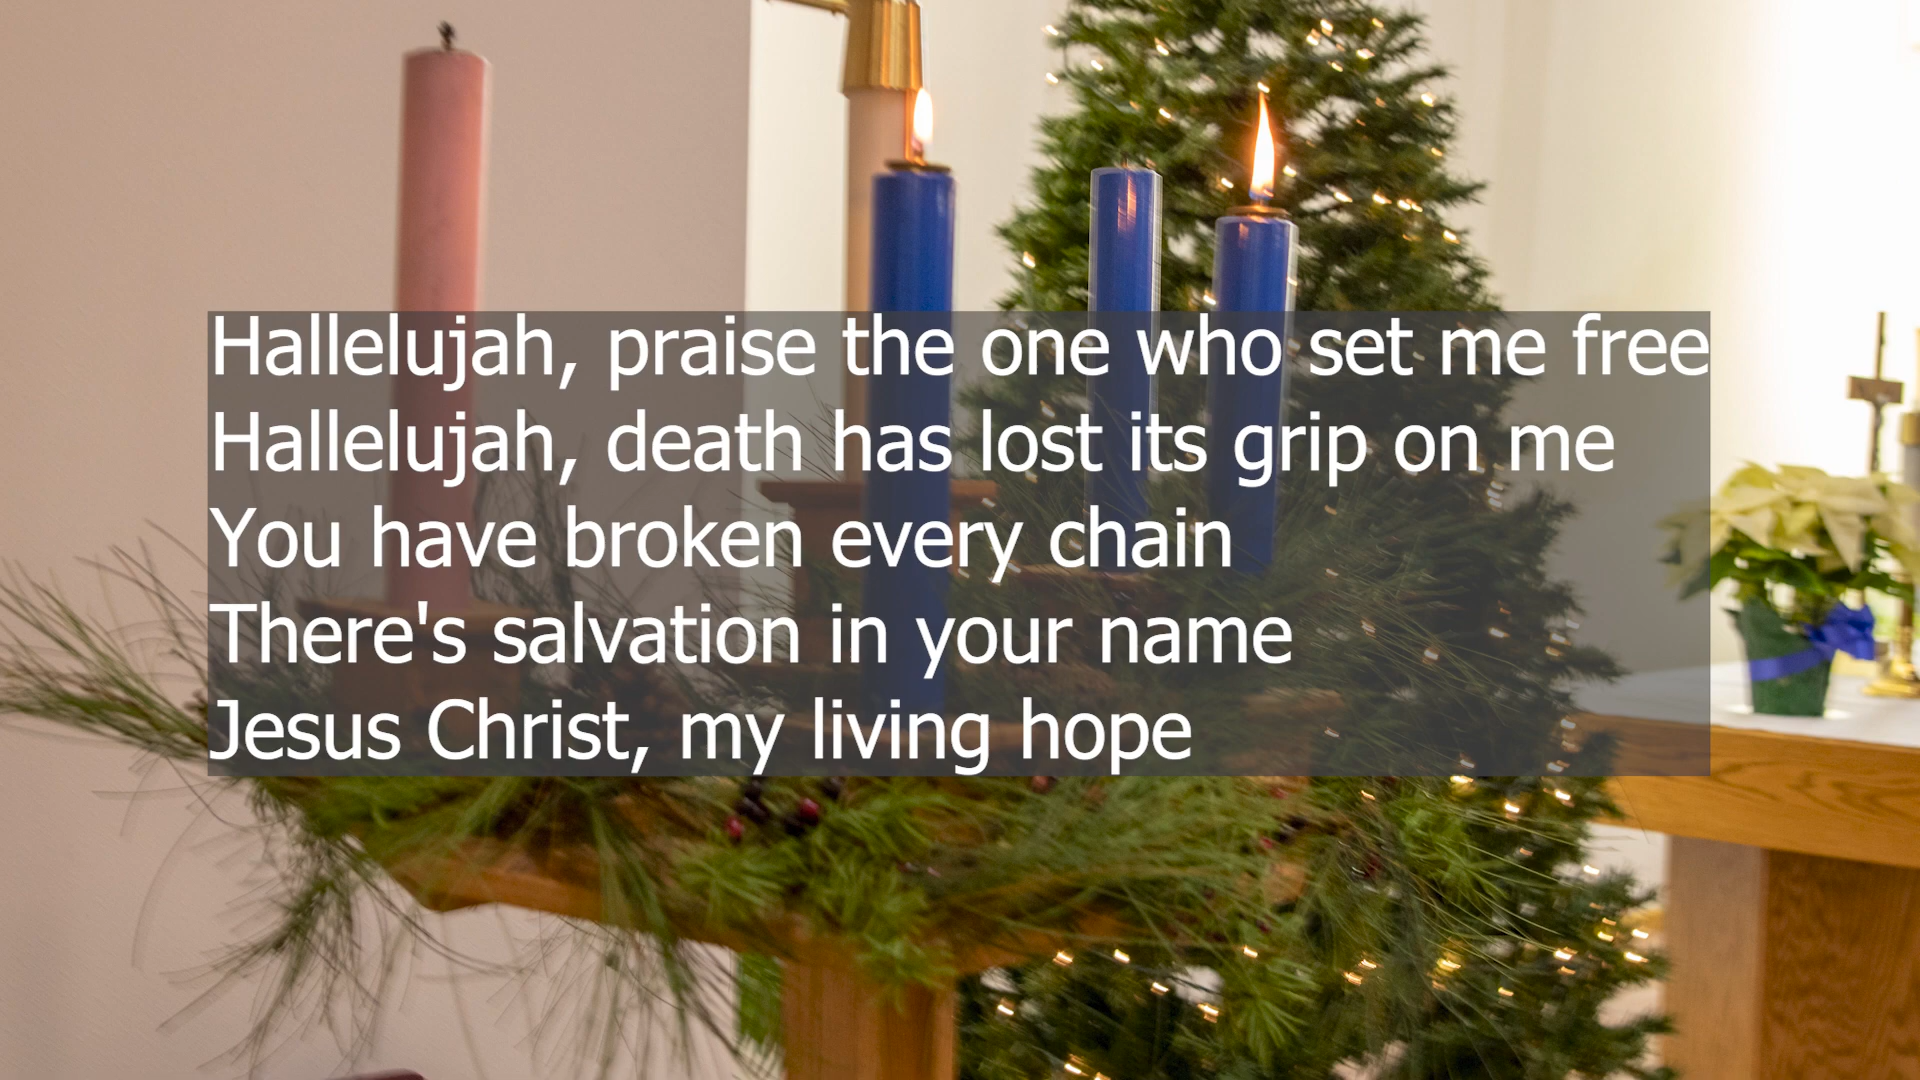 Hallelujah, praise the one who set me free
Hallelujah, death has lost its grip on me
You have broken every chain
There's salvation in your name
Jesus Christ, my living hope